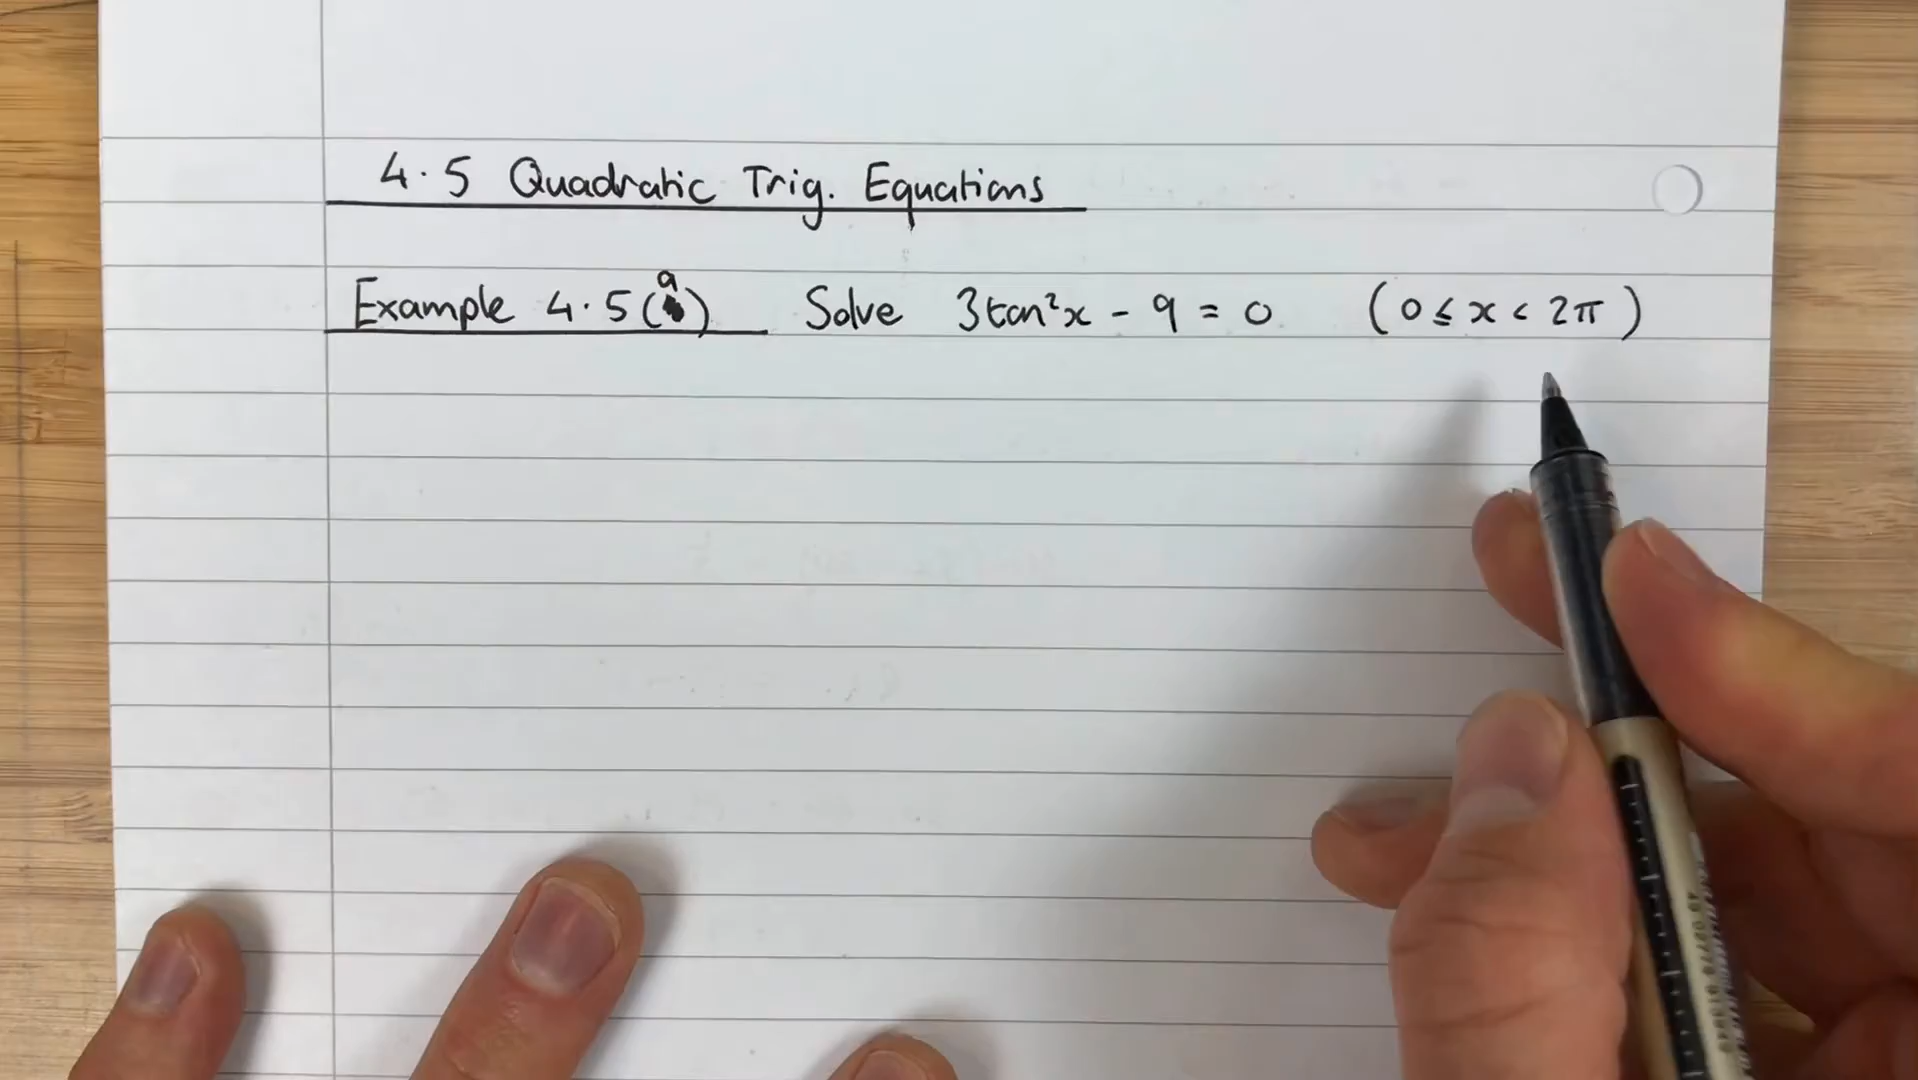 4.5 Quadratic Trig. Equations
Example 4.5(a) Solve 3tan²x - 9 = 0 (0 ≤ x < 2π)